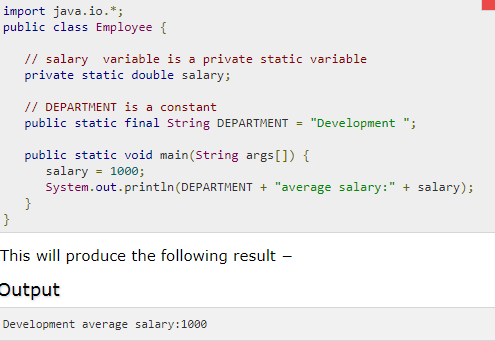 import java.io.*;
public class Employee {
// salary  variable is a private static variable
private static double salary;
// DEPARTMENT is a constant
public static final String DEPARTMENT = "Development ";
public static void main(String args[]) {
salary = 1000;
System.out.println(DEPARTMENT + "average salary:" + salary);
}
}
This will produce the following result −
Output
Development average salary:1000